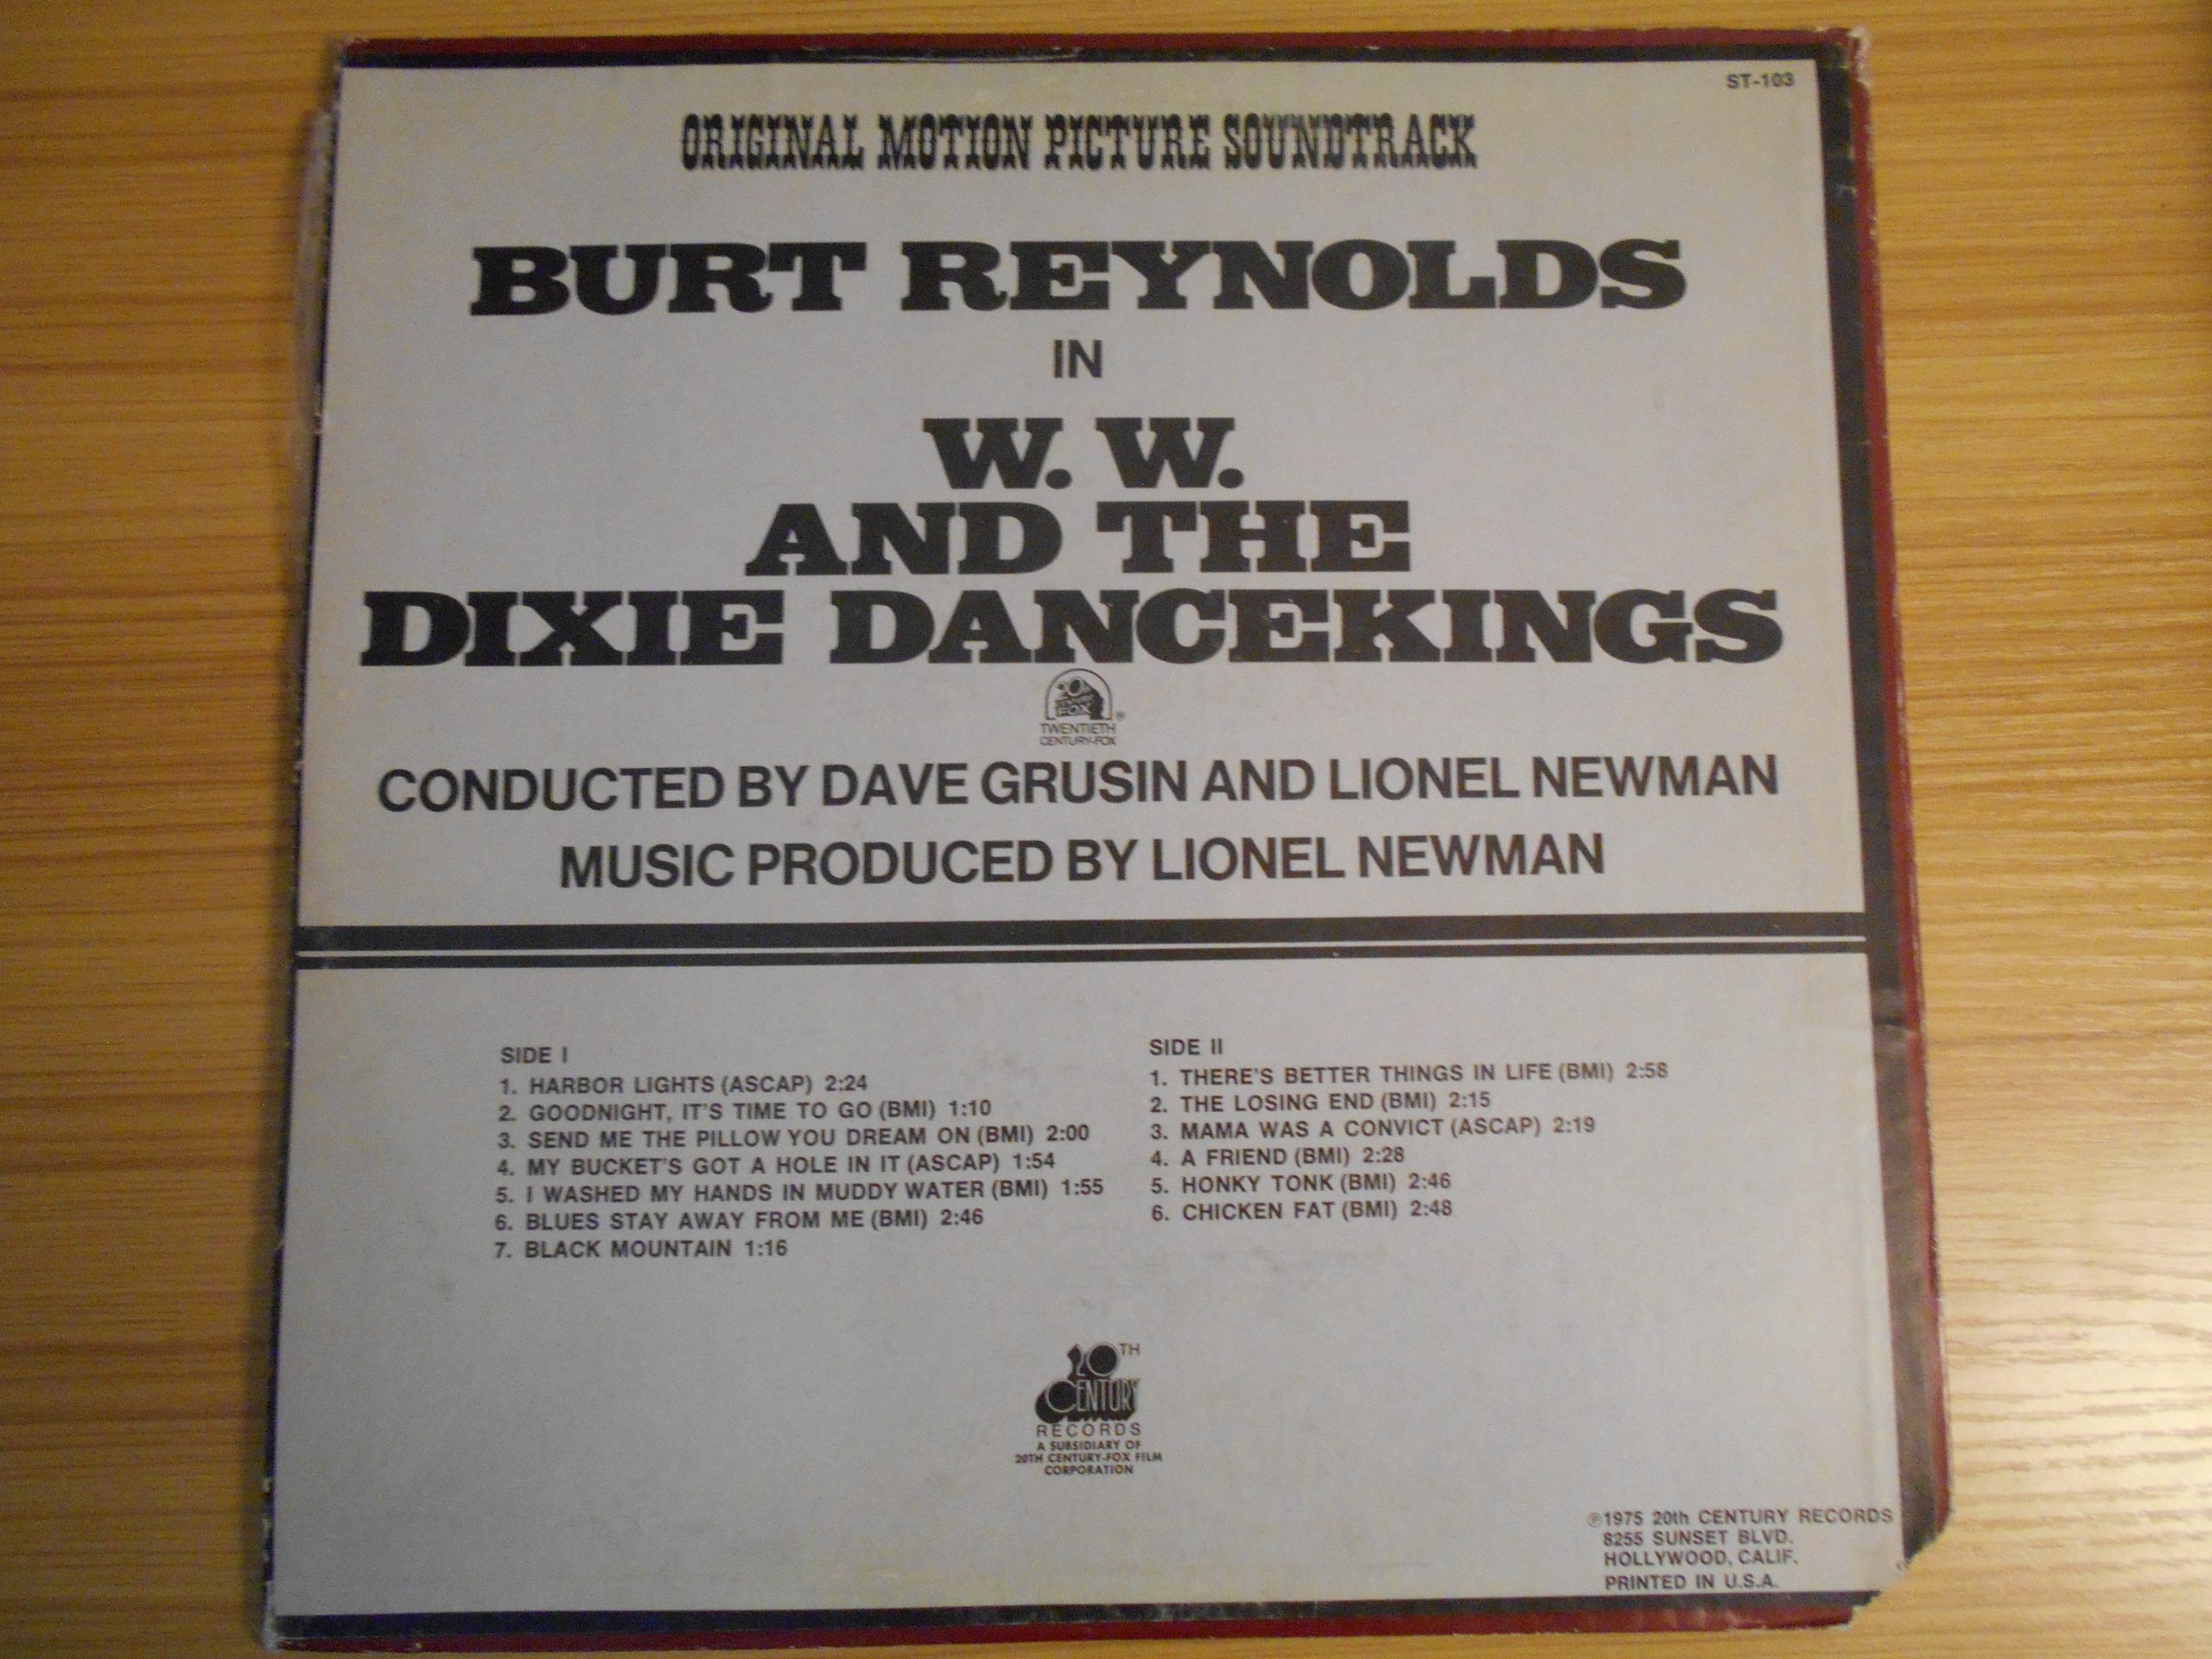 ST-103
ORIGINAL MOTION PICTURE SOUNDTRACK
BURT REYNOLDS
IN
W. W.
AND THE
DIXIE DANCEKINGS
20th
CENTURY
FOX
®
TWENTIETH
CENTURY-FOX
CONDUCTED BY DAVE GRUSIN AND LIONEL NEWMAN
MUSIC PRODUCED BY LIONEL NEWMAN
SIDE I
1. HARBOR LIGHTS (ASCAP) 2:24
2. GOODNIGHT, IT'S TIME TO GO (BMI) 1:10
3. SEND ME THE PILLOW YOU DREAM ON (BMI) 2:00
4. MY BUCKET'S GOT A HOLE IN IT (ASCAP) 1:54
5. I WASHED MY HANDS IN MUDDY WATER (BMI) 1:55
6. BLUES STAY AWAY FROM ME (BMI) 2:46
7. BLACK MOUNTAIN 1:16
SIDE II
1. THERE'S BETTER THINGS IN LIFE (BMI) 2:58
2. THE LOSING END (BMI) 2:15
3. MAMA WAS A CONVICT (ASCAP) 2:19
4. A FRIEND (BMI) 2:28
5. HONKY TONK (BMI) 2:46
6. CHICKEN FAT (BMI) 2:48
20TH
CENTURY
RECORDS
A SUBSIDIARY OF
20TH CENTURY-FOX FILM
CORPORATION
℗1975 20th CENTURY RECORDS
8255 SUNSET BLVD.
HOLLYWOOD, CALIF.
PRINTED IN U.S.A.